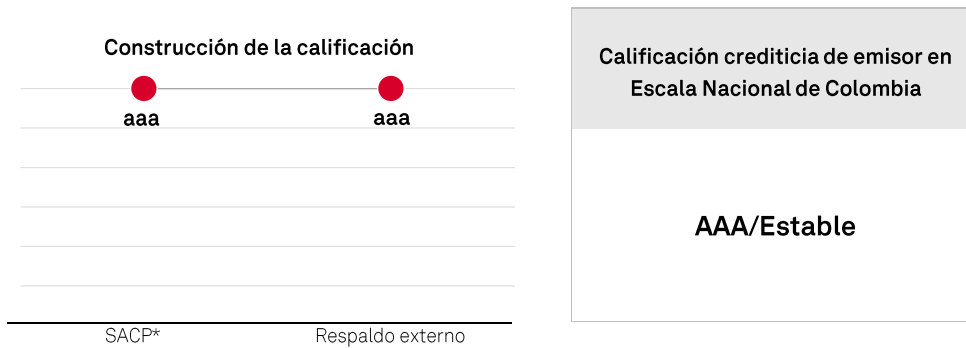 Construcción de la calificación
aaa
aaa
SACP*
Respaldo externo
Calificación crediticia de emisor en
Escala Nacional de Colombia
AAA/Estable